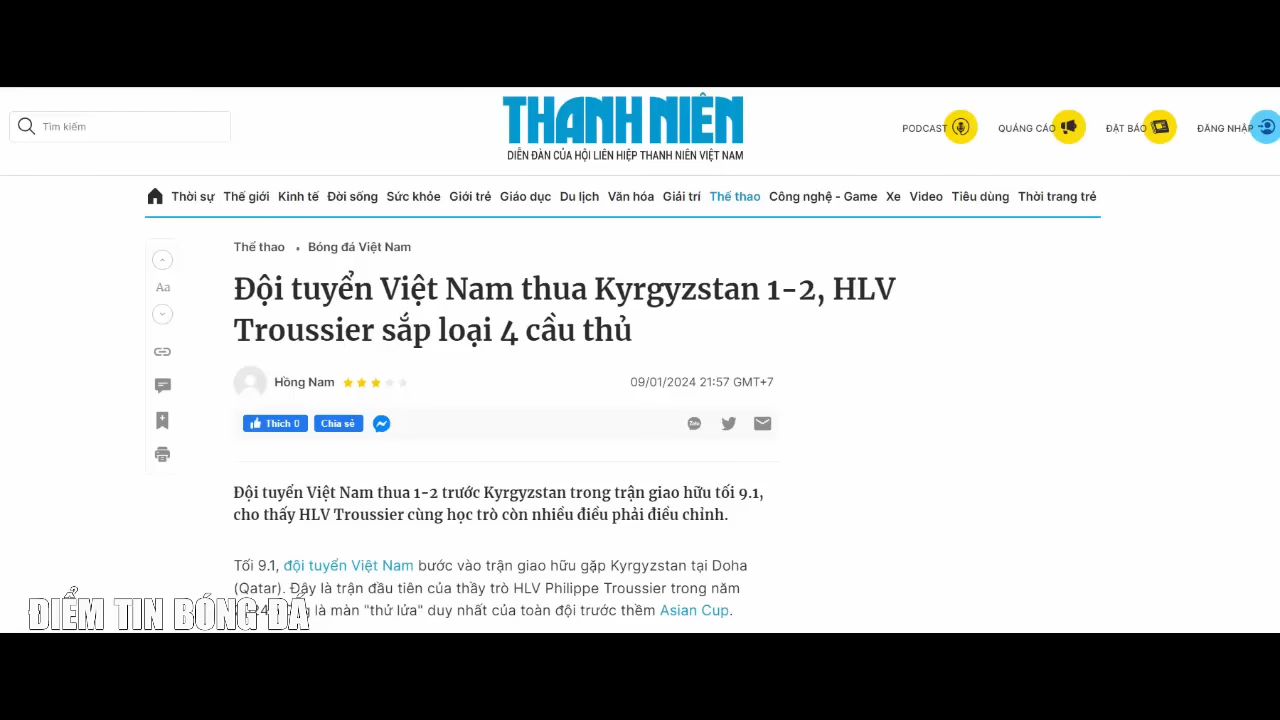 Tìm kiếm
THANH NIÊN
DIỄN ĐÀN CỦA HỘI LIÊN HIỆP THANH NIÊN VIỆT NAM
PODCAST
QUẢNG CÁO
ĐẶT BÁO
ĐĂNG NHẬP
Thời sự Thế giới Kinh tế Đời sống Sức khỏe Giới trẻ Giáo dục Du lịch Văn hóa Giải trí Thể thao Công nghệ - Game Xe Video Tiêu dùng Thời trang trẻ
Thể thao • Bóng đá Việt Nam
Aa
Đội tuyển Việt Nam thua Kyrgyzstan 1-2, HLV
Troussier sắp loại 4 cầu thủ
Hồng Nam
09/01/2024 21:57 GMT+7
Thích 0
Chia sẻ
Zalo
Đội tuyển Việt Nam thua 1-2 trước Kyrgyzstan trong trận giao hữu tối 9.1,
cho thấy HLV Troussier cùng học trò còn nhiều điều phải điều chỉnh.
Tối 9.1, đội tuyển Việt Nam bước vào trận giao hữu gặp Kyrgyzstan tại Doha
(Qatar). Đây là trận đầu tiên của thầy trò HLV Philippe Troussier trong năm
là màn "thử lửa" duy nhất của toàn đội trước thềm Asian Cup.
ĐIỂM TIN BÓNG ĐÁ